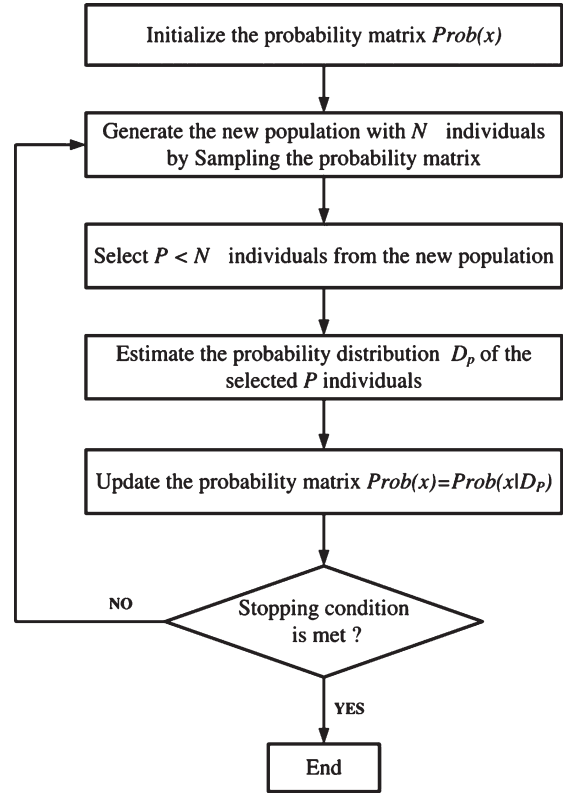 Initialize the probability matrix Prob(x)
Generate the new population with N individuals
by Sampling the probability matrix
Select P < N individuals from the new population
Estimate the probability distribution Dp of the
selected P individuals
Update the probability matrix Prob(x)=Prob(x|DP)
Stopping condition
is met ?
NO
YES
End